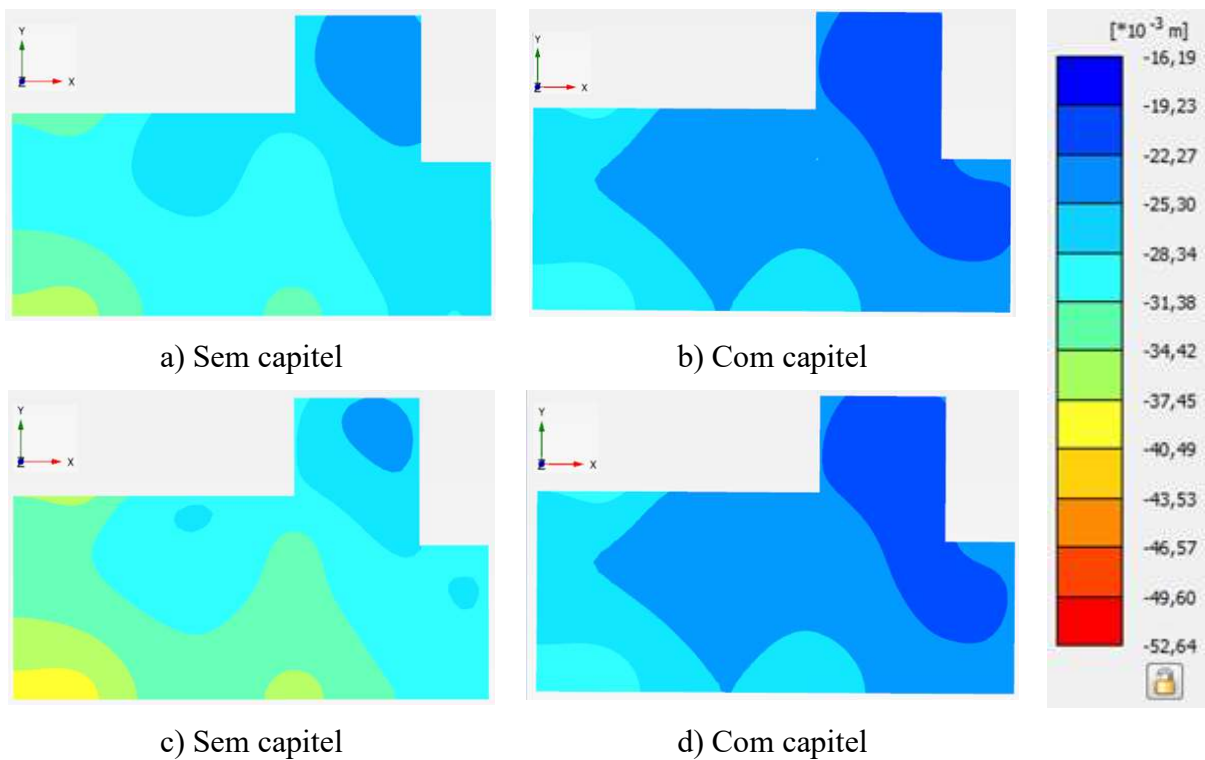 Y
X
Z
Y
X
Z
[*10 -3 m]
-16,19
-19,23
-22,27
-25,30
-28,34
-31,38
-34,42
-37,45
-40,49
-43,53
-46,57
-49,60
-52,64
a) Sem capitel
b) Com capitel
Y
X
Z
Y
X
Z
c) Sem capitel
d) Com capitel